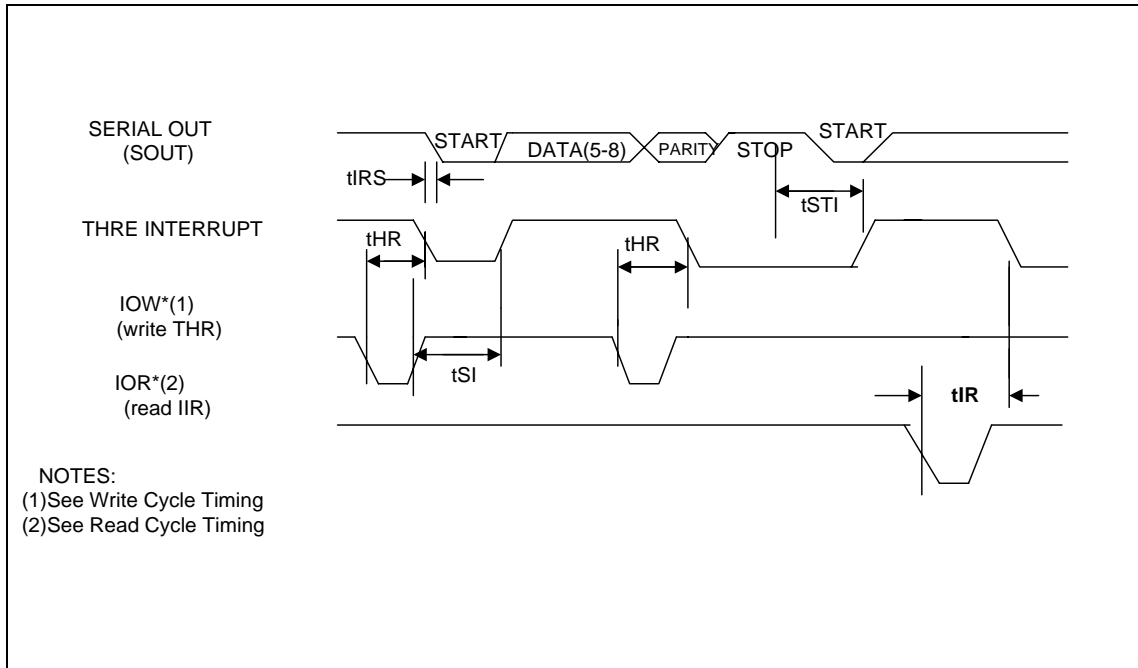 SERIAL OUT
(SOUT)
START
DATA(5-8)
PARITY
STOP
START
tIRS
tSTI
THRE INTERRUPT
tHR
tHR
IOW*(1)
(write THR)
tSI
IOR*(2)
(read IIR)
tIR
NOTES:
(1)See Write Cycle Timing
(2)See Read Cycle Timing